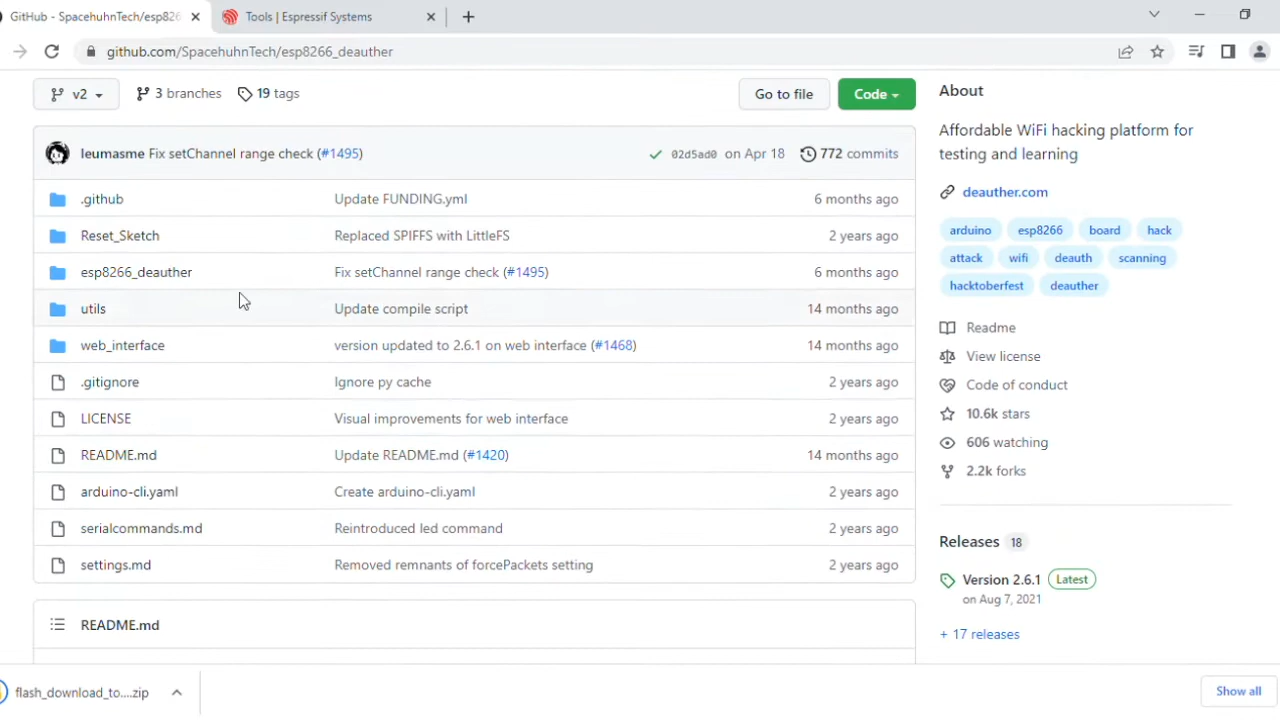 GitHub - SpacehuhnTech/esp826
Tools | Espressif Systems
github.com/SpacehuhnTech/esp8266_deauther
v2
3 branches
19 tags
Go to file
Code
leumasme Fix setChannel range check (#1495)
02d5ad0 on Apr 18
772 commits
.github Update FUNDING.yml 6 months ago
Reset_Sketch Replaced SPIFFS with LittleFS 2 years ago
esp8266_deauther Fix setChannel range check (#1495) 6 months ago
utils Update compile script 14 months ago
web_interface version updated to 2.6.1 on web interface (#1468) 14 months ago
.gitignore Ignore py cache 2 years ago
LICENSE Visual improvements for web interface 2 years ago
README.md Update README.md (#1420) 14 months ago
arduino-cli.yaml Create arduino-cli.yaml 2 years ago
serialcommands.md Reintroduced led command 2 years ago
settings.md Removed remnants of forcePackets setting 2 years ago
README.md
About
Affordable WiFi hacking platform for
testing and learning
deauther.com
arduino esp8266 board hack
attack wifi deauth scanning
hacktoberfest deauther
Readme
View license
Code of conduct
10.6k stars
606 watching
2.2k forks
Releases 18
Version 2.6.1 Latest
on Aug 7, 2021
+ 17 releases
flash_download_to....zip
Show all